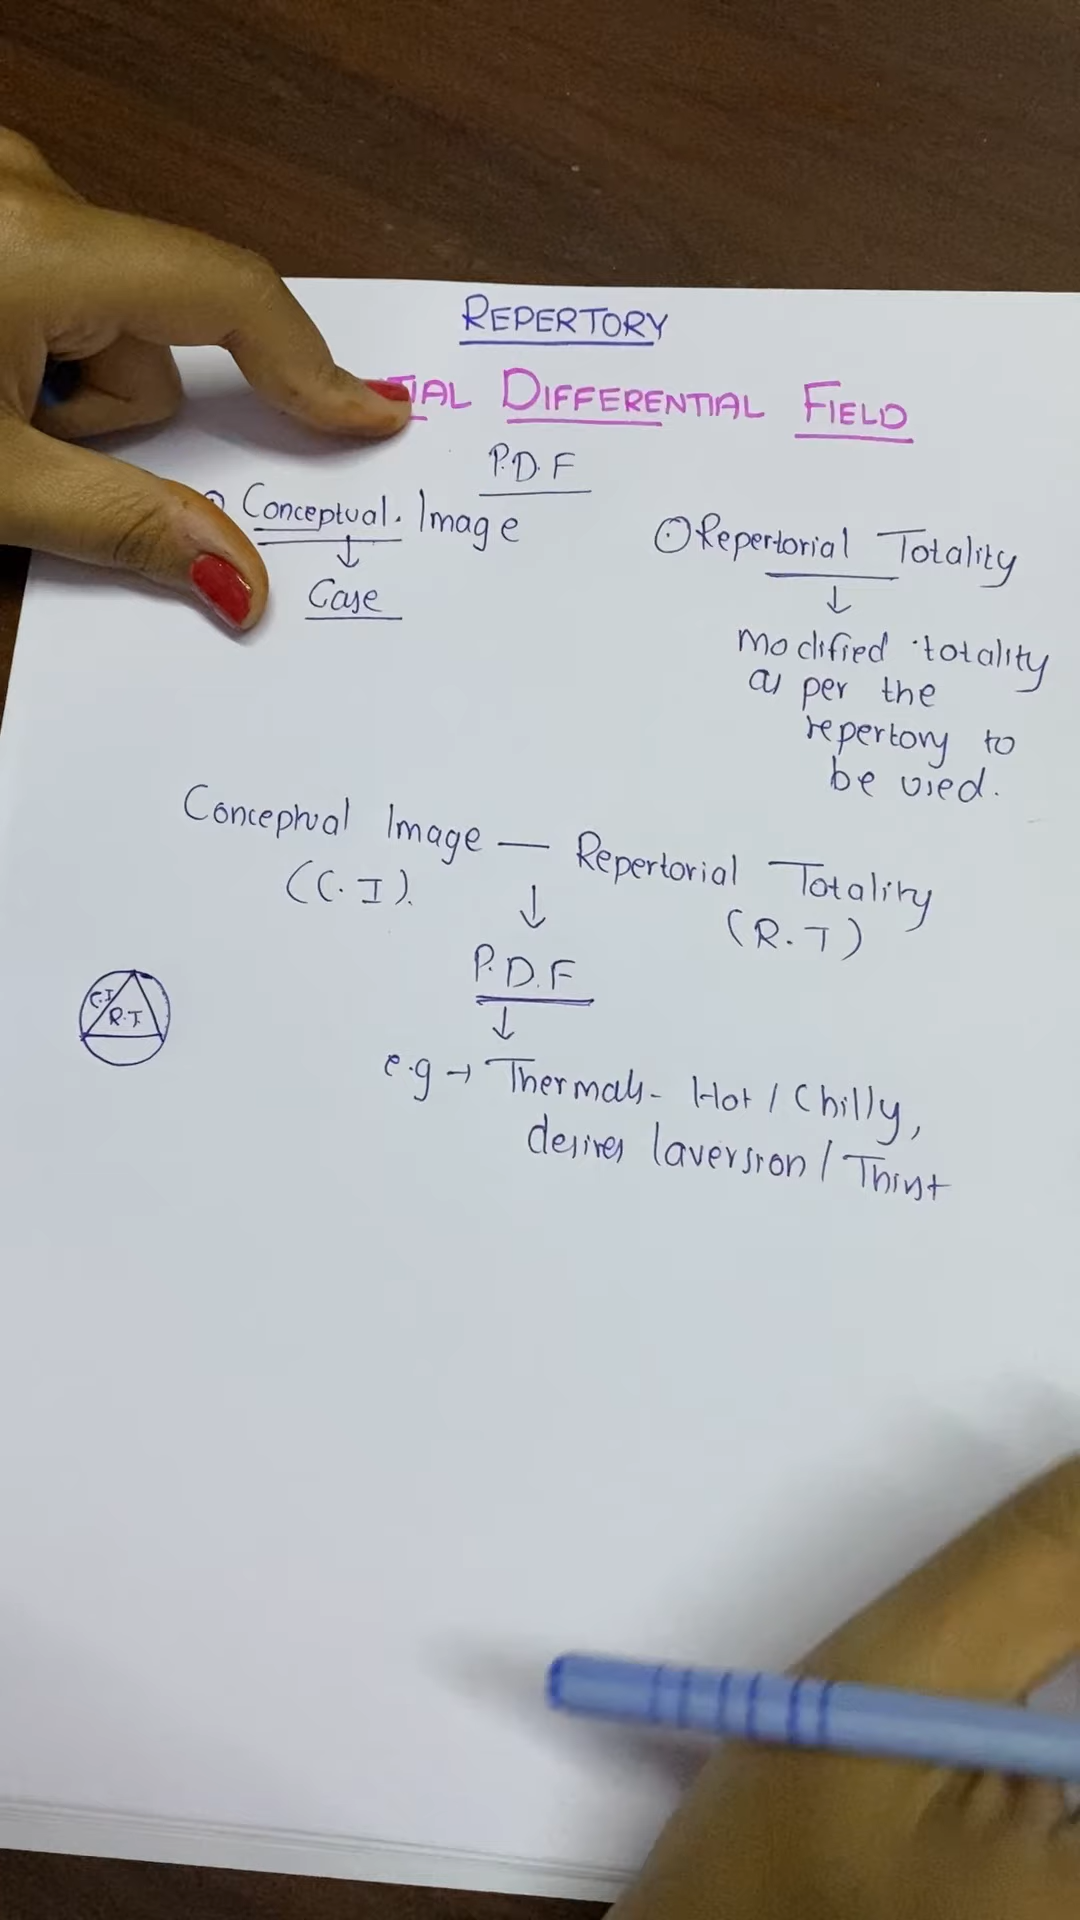 REPERTORY
TIAL DIFFERENTIAL FIELD
P.D.F
Conceptual. Image
↓
Case
⊙ Repertorial Totality
↓
modified totality
as per the
repertory to
be used.
Conceptual Image — Repertorial Totality
(C.I). ↓ (R.T)
P.D.F
↓
C.I
R.T.
e.g → Thermals - Hot / Chilly,
desires / aversion / Thirst